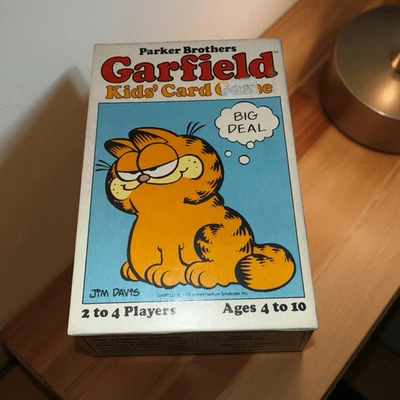 Parker Brothers
Garfield
Kids' Card Game
BIG
DEAL
JIM DAVIS
2 to 4 Players Ages 4 to 10